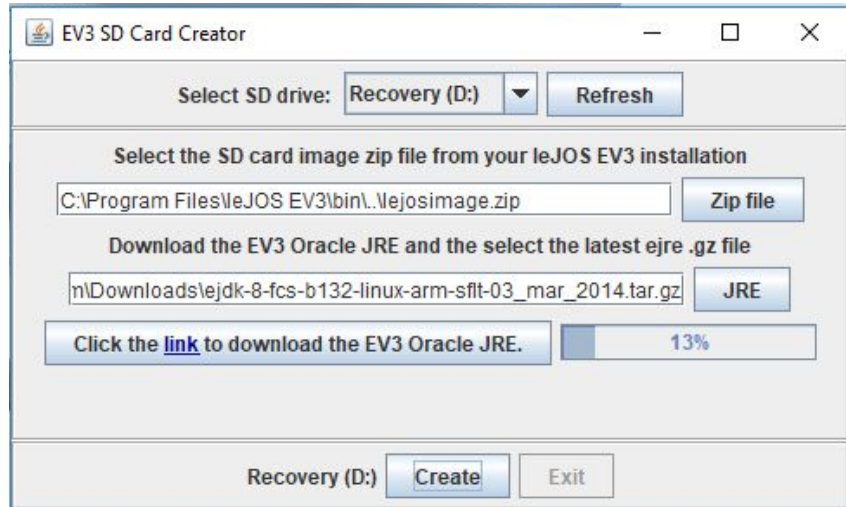 EV3 SD Card Creator
Select SD drive: Recovery (D:) Refresh
Select the SD card image zip file from your leJOS EV3 installation
C:\Program Files\leJOS EV3\bin\..\lejosimage.zip Zip file
Download the EV3 Oracle JRE and the select the latest ejre .gz file
n\Downloads\ejdk-8-fcs-b132-linux-arm-sflt-03_mar_2014.tar.gz JRE
Click the link to download the EV3 Oracle JRE. 13%
Recovery (D:) Create Exit